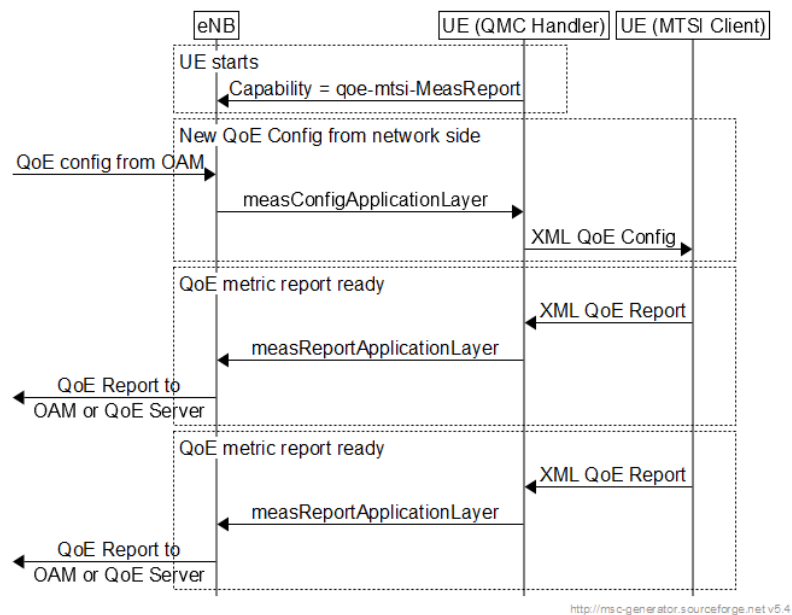 eNB
UE (QMC Handler)
UE (MTSI Client)
UE starts
Capability = qoe-mtsi-MeasReport
New QoE Config from network side
QoE config from OAM
measConfigApplicationLayer
XML QoE Config
QoE metric report ready
XML QoE Report
measReportApplicationLayer
QoE Report to
OAM or QoE Server
QoE metric report ready
XML QoE Report
measReportApplicationLayer
QoE Report to
OAM or QoE Server
http://msc-generator.sourceforge.net v5.4